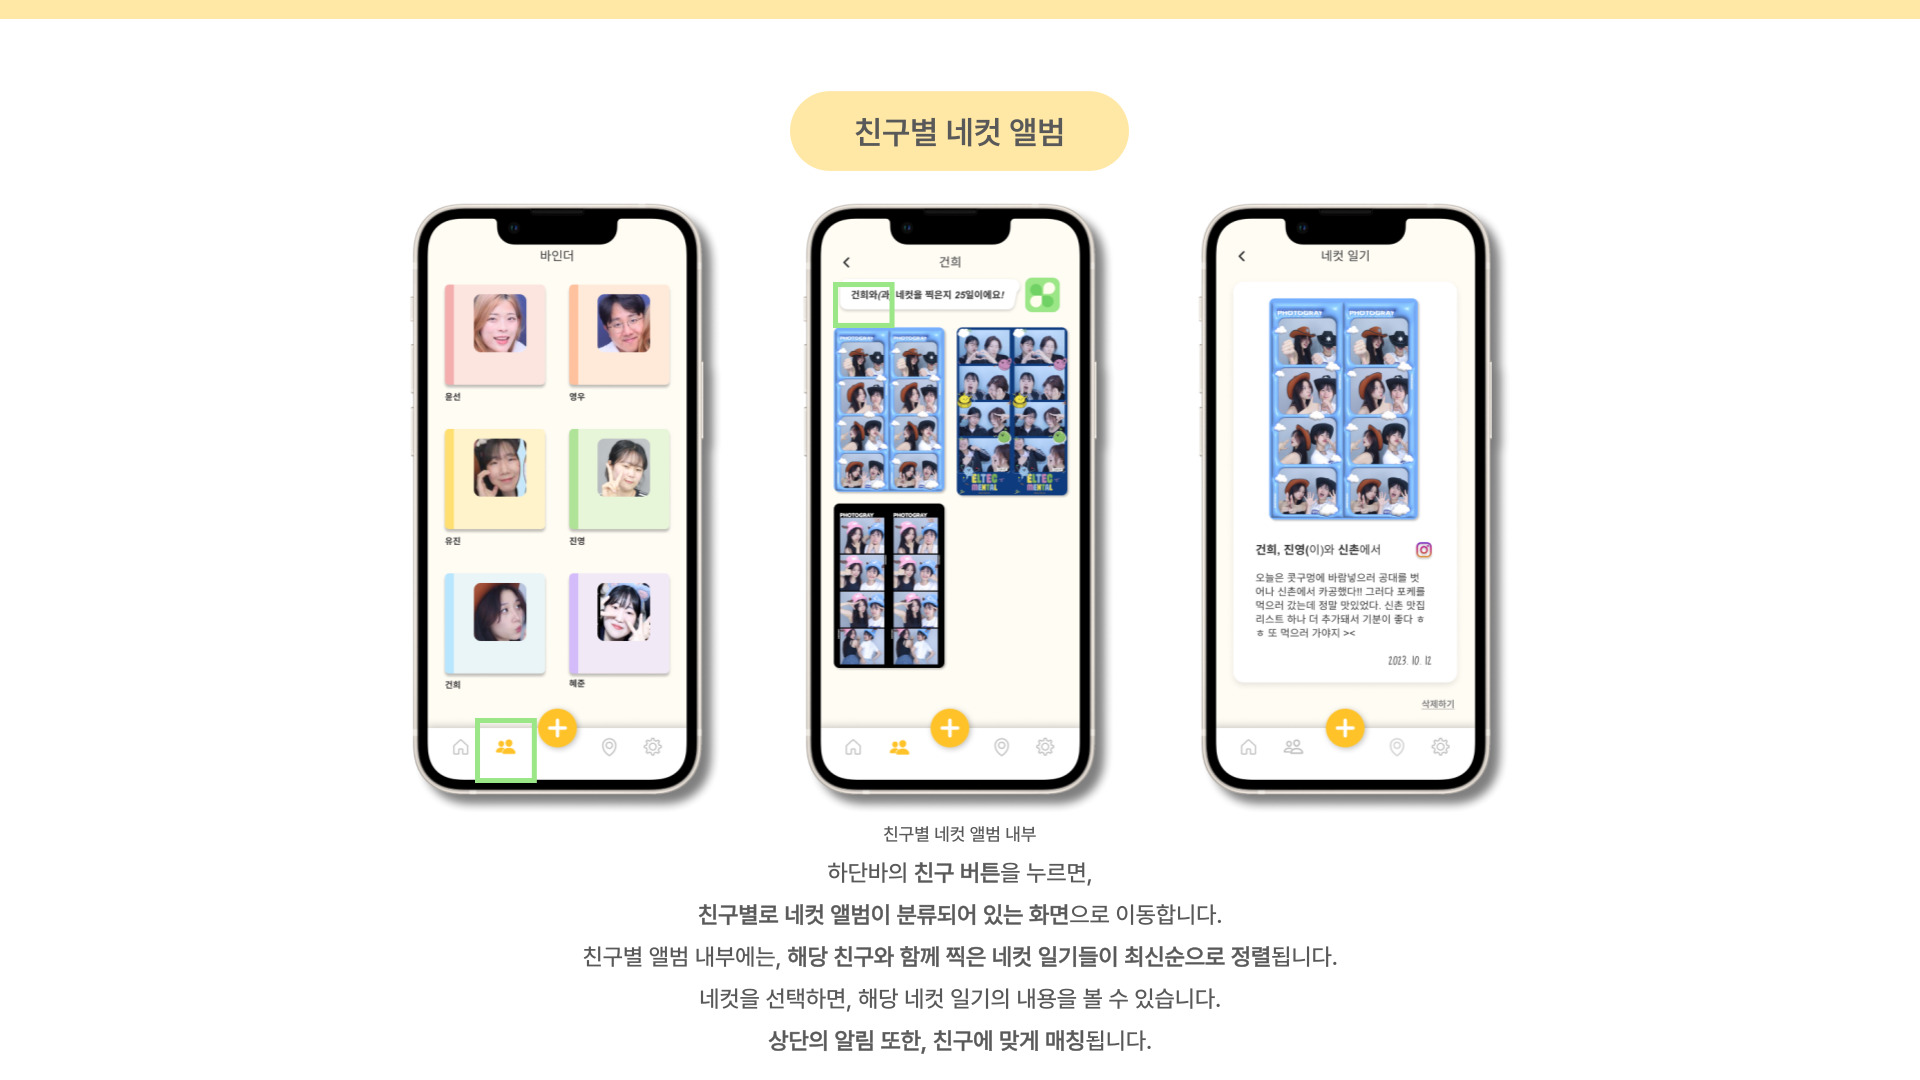 친구별 네컷 앨범
바인더
윤선
영우
유진
진영
건희
혜준
건희
건희와(과) 네컷을 찍은지 25일이에요!
PHOTOGRAY
PHOTOGRAY
PHOTOGRAY
PHOTOGRAY
네컷 일기
PHOTOGRAY
PHOTOGRAY
건희, 진영(이)와 신촌에서
오늘은 콧구멍에 바람넣으러 공대를 벗
어나 신촌에서 카공했다!! 그러다 포케를
먹으러 갔는데 정말 맛있었다. 신촌 맛집
리스트 하나 더 추가돼서 기분이 좋다 ㅎ
ㅎ 또 먹으러 가야지 ><
2023. 10. 12
삭제하기
친구별 네컷 앨범 내부
하단바의 친구 버튼을 누르면,
친구별로 네컷 앨범이 분류되어 있는 화면으로 이동합니다.
친구별 앨범 내부에는, 해당 친구와 함께 찍은 네컷 일기들이 최신순으로 정렬됩니다.
네컷을 선택하면, 해당 네컷 일기의 내용을 볼 수 있습니다.
상단의 알림 또한, 친구에 맞게 매칭됩니다.